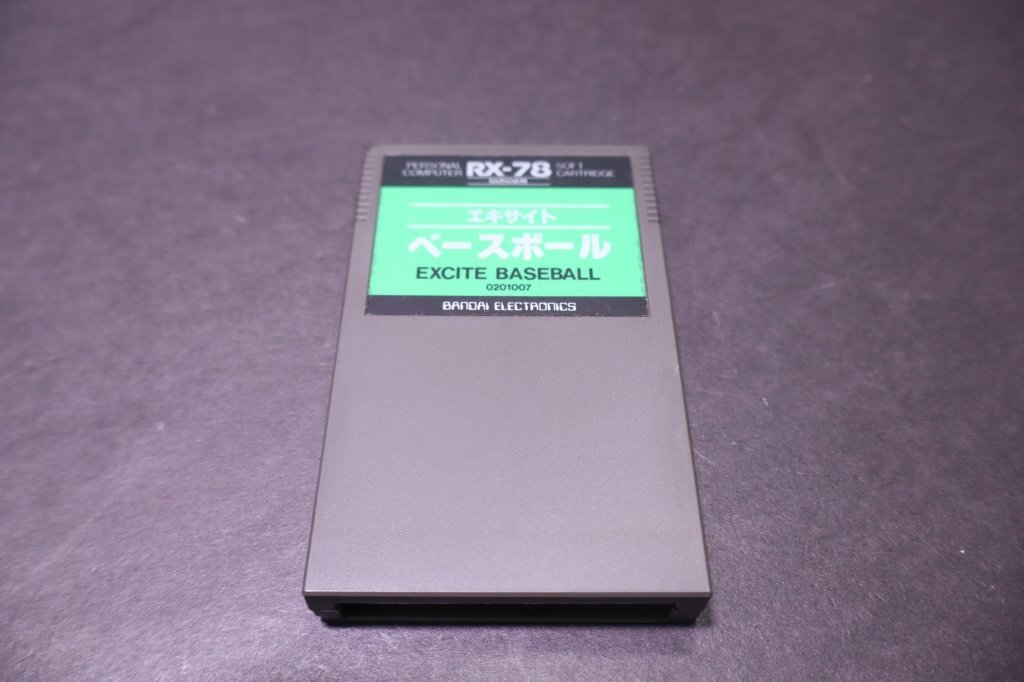 PERSONAL COMPUTER RX-78 SOFT CARTRIDGE
GUNDAM
エキサイト
ベースボール
EXCITE BASEBALL
0201007
BANDAI ELECTRONICS